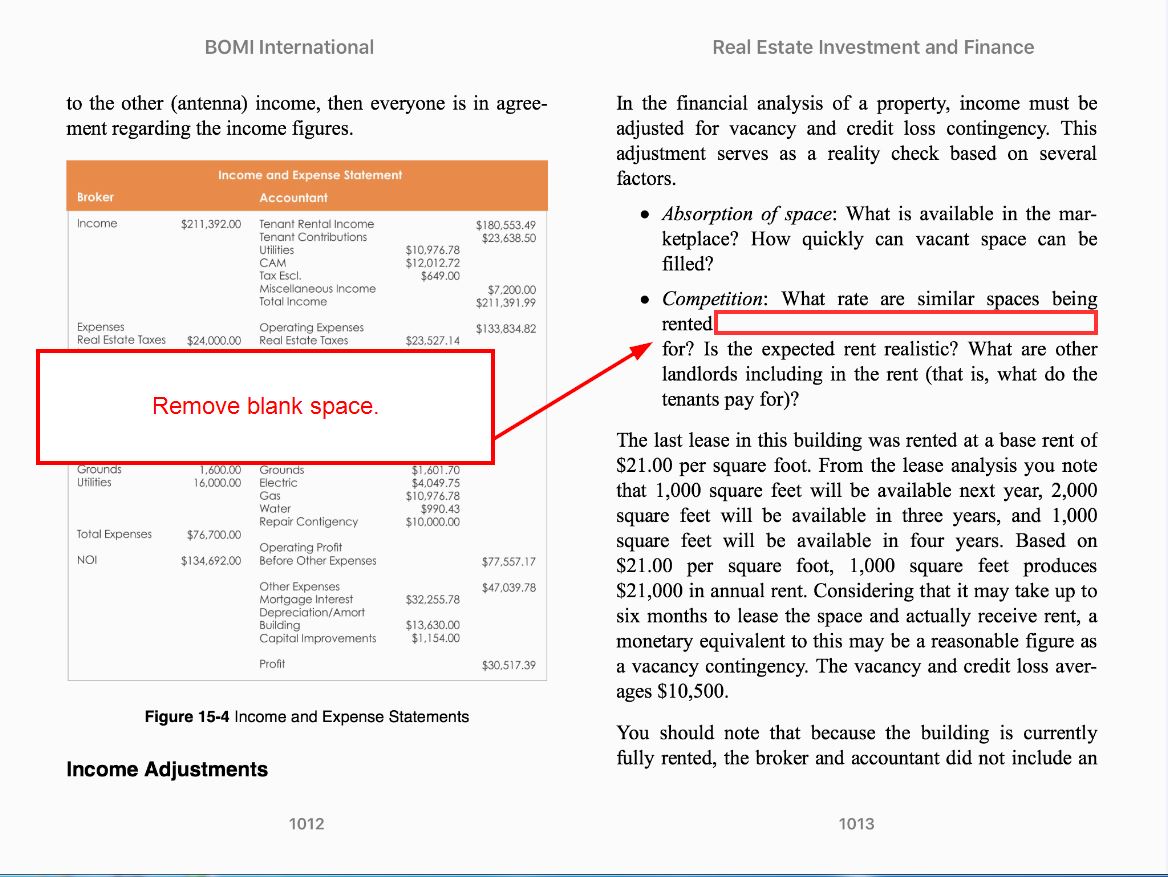 BOMI International
to the other (antenna) income, then everyone is in agree-
ment regarding the income figures.
Income and Expense Statement
Broker Accountant
Income $211,392.00 Tenant Rental Income $180,553.49
Tenant Contributions $23,638.50
Utilities $10,976.78
CAM $12,012.72
Tax Escl. $649.00
Miscellaneous Income $7,200.00
Total Income $211,391.99
Expenses Operating Expenses $133,834.82
Real Estate Taxes $24,000.00 Real Estate Taxes $23,527.14
Remove blank space.
Grounds 1,600.00 Grounds $1,601.70
Utilities 16,000.00 Electric $4,049.75
Gas $10,976.78
Water $990.43
Repair Contigency $10,000.00
Total Expenses $76,700.00
Operating Profit
NOI $134,692.00 Before Other Expenses $77,557.17
Other Expenses $47,039.78
Mortgage Interest $32,255.78
Depreciation/Amort
Building $13,630.00
Capital Improvements $1,154.00
Profit $30,517.39
Figure 15-4 Income and Expense Statements
Income Adjustments
1012
Real Estate Investment and Finance
In the financial analysis of a property, income must be
adjusted for vacancy and credit loss contingency. This
adjustment serves as a reality check based on several
factors.
• Absorption of space: What is available in the mar-
ketplace? How quickly can vacant space can be
filled?
• Competition: What rate are similar spaces being
rented
for? Is the expected rent realistic? What are other
landlords including in the rent (that is, what do the
tenants pay for)?
The last lease in this building was rented at a base rent of
$21.00 per square foot. From the lease analysis you note
that 1,000 square feet will be available next year, 2,000
square feet will be available in three years, and 1,000
square feet will be available in four years. Based on
$21.00 per square foot, 1,000 square feet produces
$21,000 in annual rent. Considering that it may take up to
six months to lease the space and actually receive rent, a
monetary equivalent to this may be a reasonable figure as
a vacancy contingency. The vacancy and credit loss aver-
ages $10,500.
You should note that because the building is currently
fully rented, the broker and accountant did not include an
1013